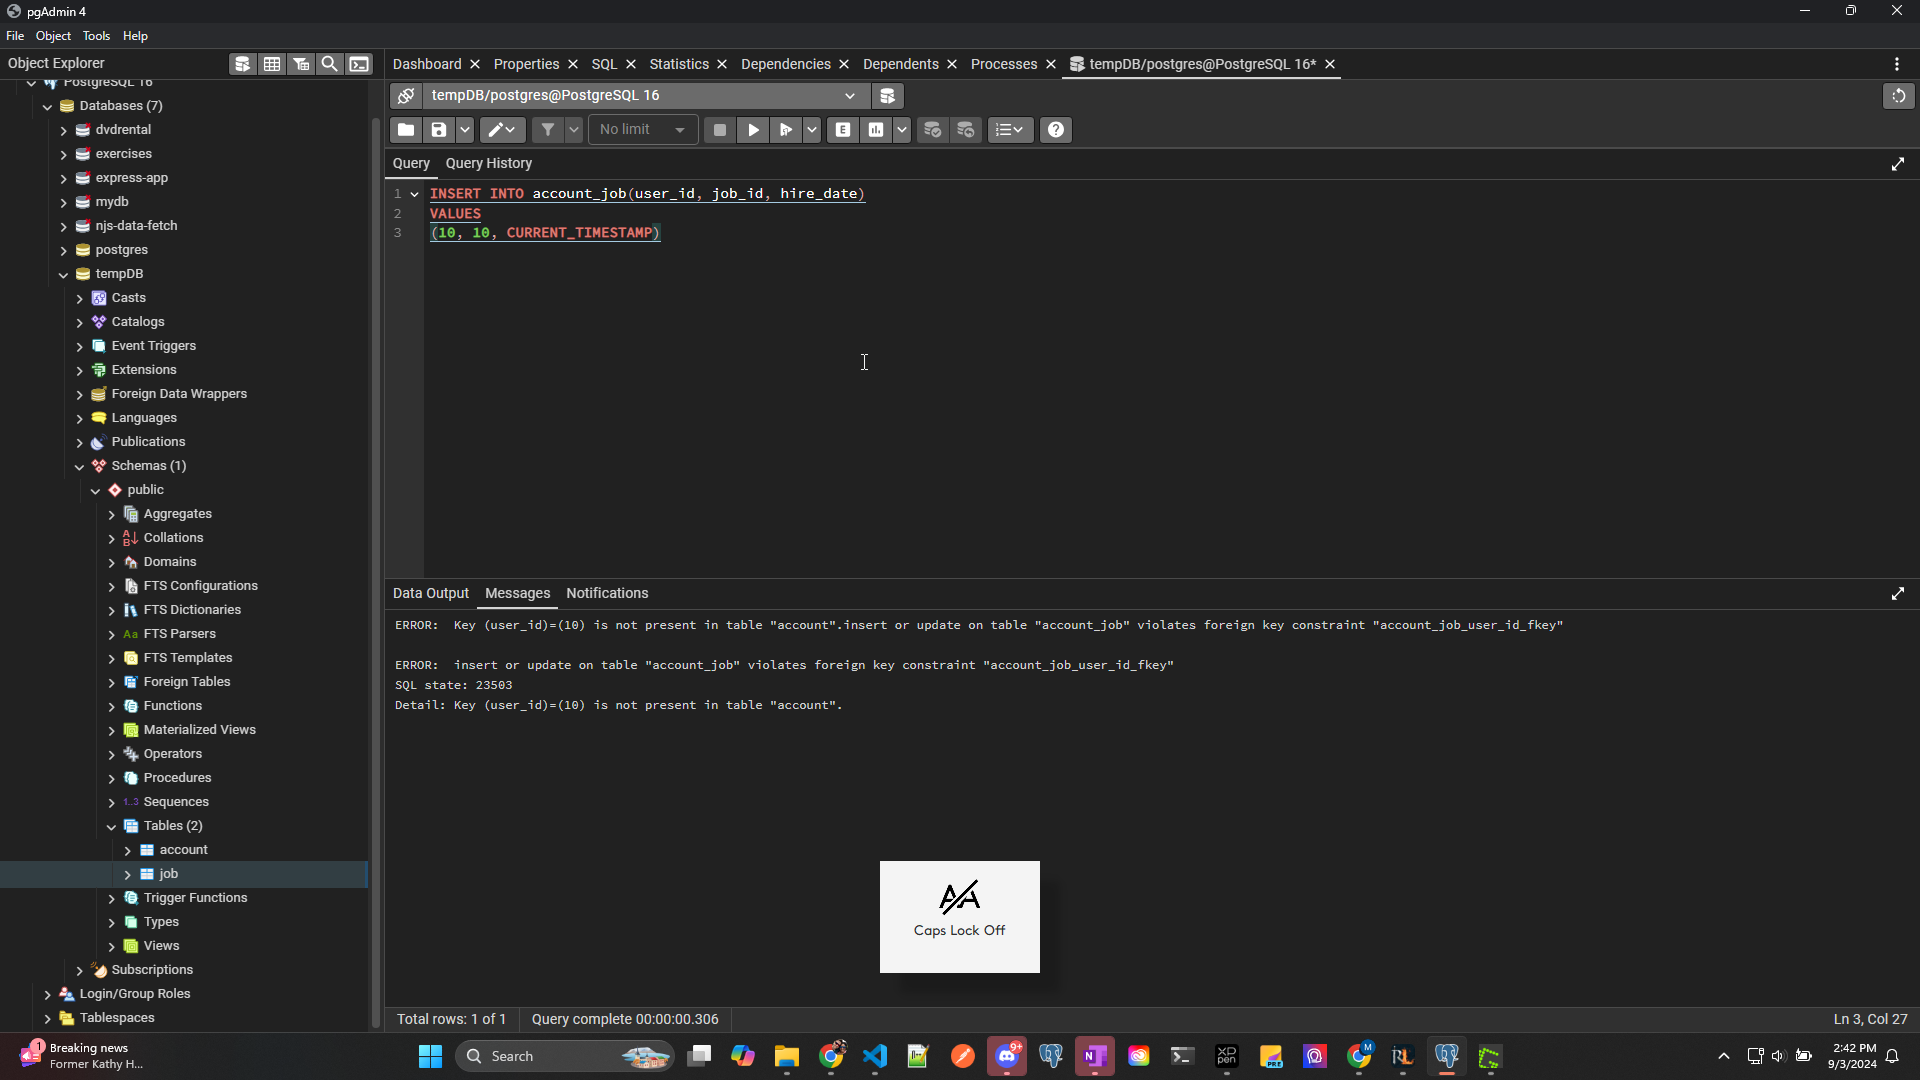 pgAdmin 4
File Object Tools Help
Object Explorer
Dashboard Properties SQL Statistics Dependencies Dependents Processes tempDB/postgres@PostgreSQL 16*
PostgreSQL 16
Databases (7)
dvdrental
exercises
express-app
mydb
njs-data-fetch
postgres
tempDB
Casts
Catalogs
Event Triggers
Extensions
Foreign Data Wrappers
Languages
Publications
Schemas (1)
public
Aggregates
Collations
Domains
FTS Configurations
FTS Dictionaries
Aa FTS Parsers
FTS Templates
Foreign Tables
Functions
Materialized Views
Operators
Procedures
1..3 Sequences
Tables (2)
account
job
Trigger Functions
Types
Views
Subscriptions
Login/Group Roles
Tablespaces
tempDB/postgres@PostgreSQL 16
No limit
Query Query History
1 INSERT INTO account_job(user_id, job_id, hire_date)
2 VALUES
3 (10, 10, CURRENT_TIMESTAMP)
Data Output Messages Notifications
ERROR:  Key (user_id)=(10) is not present in table "account".insert or update on table "account_job" violates foreign key constraint "account_job_user_id_fkey"
ERROR:  insert or update on table "account_job" violates foreign key constraint "account_job_user_id_fkey"
SQL state: 23503
Detail: Key (user_id)=(10) is not present in table "account".
Caps Lock Off
Total rows: 1 of 1 Query complete 00:00:00.306 Ln 3, Col 27
1
Breaking news
Former Kathy H...
Search
9+
2:42 PM
9/3/2024